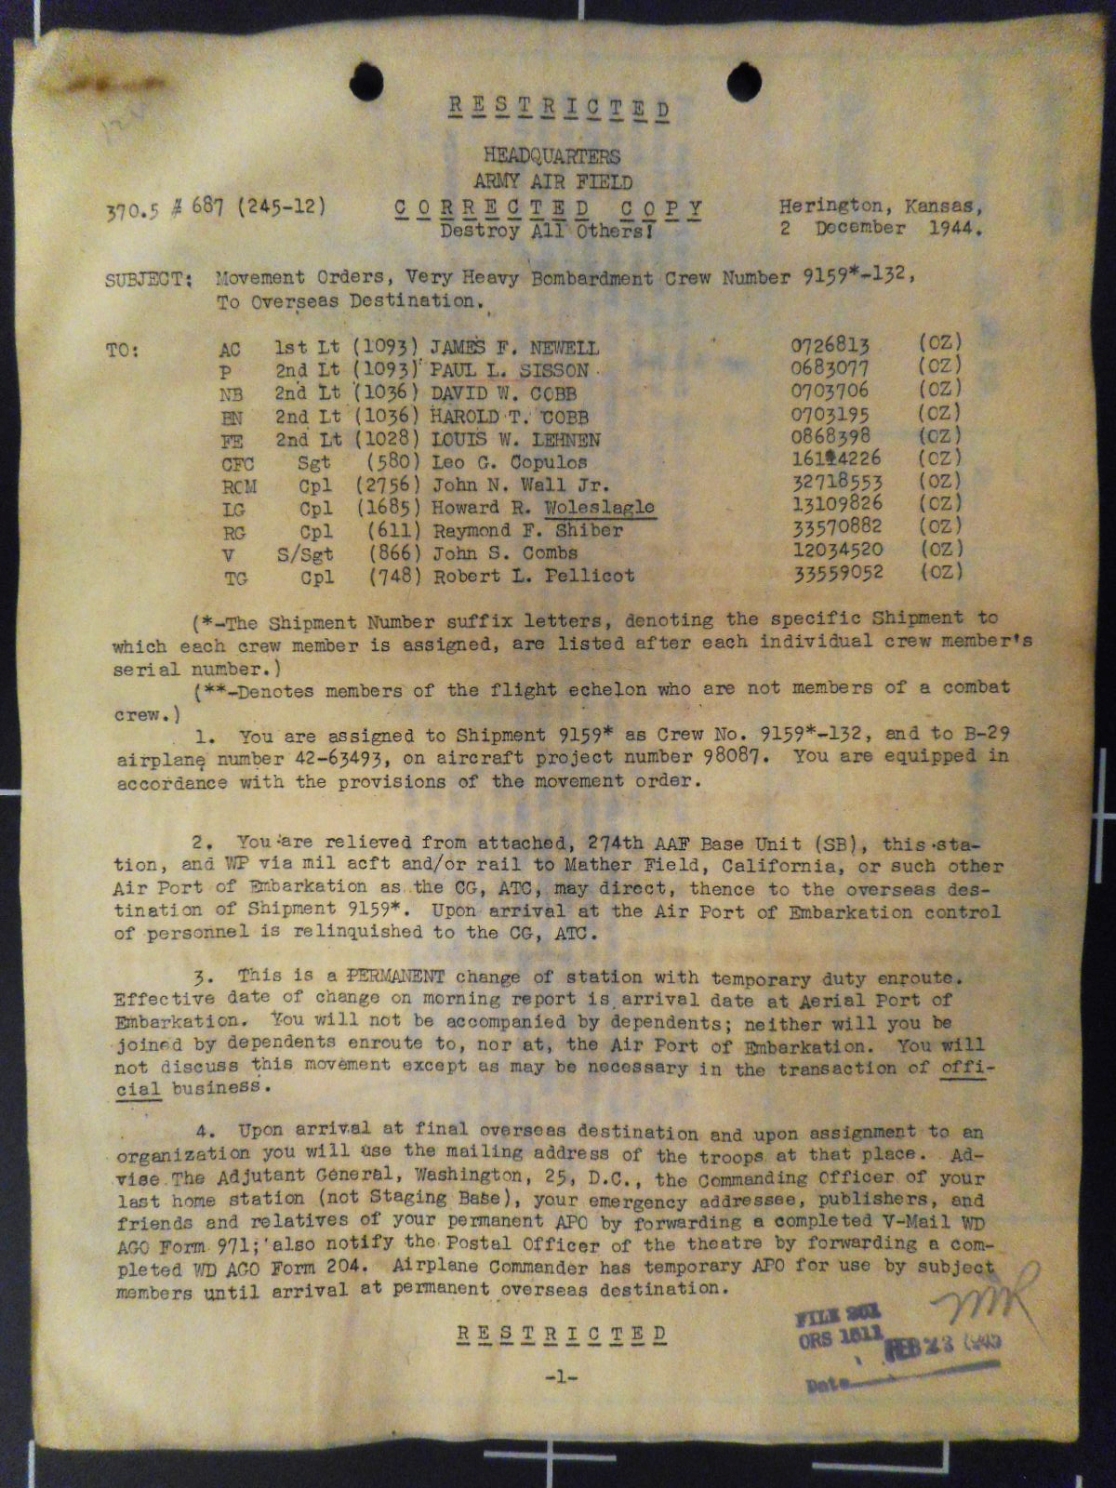 RESTRICTED
HEADQUARTERS
ARMY AIR FIELD
370.5 # 687 (245-12) CORRECTED COPY Herington, Kansas,
Destroy All Others! 2 December 1944.
SUBJECT: Movement Orders, Very Heavy Bombardment Crew Number 9159*-132,
To Overseas Destination.
TO: AC 1st Lt (1093) JAMES F. NEWELL 0726813 (OZ)
P 2nd Lt (1093) PAUL L. SISSON 0683077 (OZ)
NB 2nd Lt (1036) DAVID W. COBB 0703706 (OZ)
BN 2nd Lt (1036) HAROLD T. COBB 0703195 (OZ)
FE 2nd Lt (1028) LOUIS W. LEHNEN 0868398 (OZ)
CFC Sgt (580) Leo G. Copulos 16114226 (OZ)
RCM Cpl (2756) John N. Wall Jr. 32718553 (OZ)
LG Cpl (1685) Howard R. Woleslagle 13109826 (OZ)
RG Cpl (611) Raymond F. Shiber 33570882 (OZ)
V S/Sgt (866) John S. Combs 12034520 (OZ)
TG Cpl (748) Robert L. Pellicot 33559052 (OZ)
(*-The Shipment Number suffix letters, denoting the specific Shipment to
which each crew member is assigned, are listed after each individual crew member's
serial number.)
(**-Denotes members of the flight echelon who are not members of a combat
crew.)
1. You are assigned to Shipment 9159* as Crew No. 9159*-132, and to B-29
airplane number 42-63493, on aircraft project number 98087. You are equipped in
accordance with the provisions of the movement order.
2. You are relieved from attached, 274th AAF Base Unit (SB), this sta-
tion, and WP via mil acft and/or rail to Mather Field, California, or such other
Air Port of Embarkation as the CG, ATC, may direct, thence to the overseas des-
tination of Shipment 9159*. Upon arrival at the Air Port of Embarkation control
of personnel is relinquished to the CG, ATC.
3. This is a PERMANENT change of station with temporary duty enroute.
Effective date of change on morning report is arrival date at Aerial Port of
Embarkation. You will not be accompanied by dependents; neither will you be
joined by dependents enroute to, nor at, the Air Port of Embarkation. You will
not discuss this movement except as may be necessary in the transaction of offi-
cial business.
4. Upon arrival at final overseas destination and upon assignment to an
organization you will use the mailing address of the troops at that place. Ad-
vise The Adjutant General, Washington, 25, D.C., the Commanding Officer of your
last home station (not Staging Base), your emergency addressee, publishers, and
friends and relatives of your permanent APO by forwarding a completed V-Mail WD
AGO Form 971; also notify the Postal Officer of the theatre by forwarding a com-
pleted WD AGO Form 204. Airplane Commander has temporary APO for use by subject
members until arrival at permanent overseas destination.
RESTRICTED
FILE 201
ORS 1811
FEB 23 1945
Date
-1-